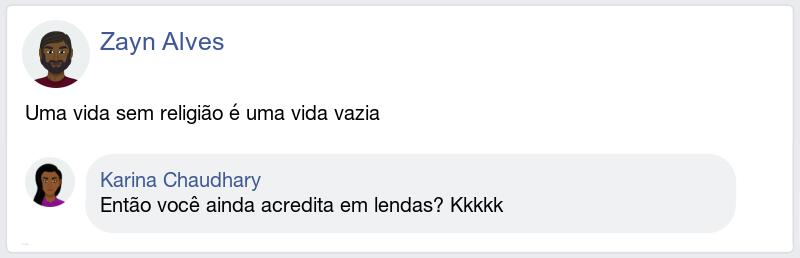 Zayn Alves
Uma vida sem religião é uma vida vazia
Karina Chaudhary
Então você ainda acredita em lendas? Kkkkk